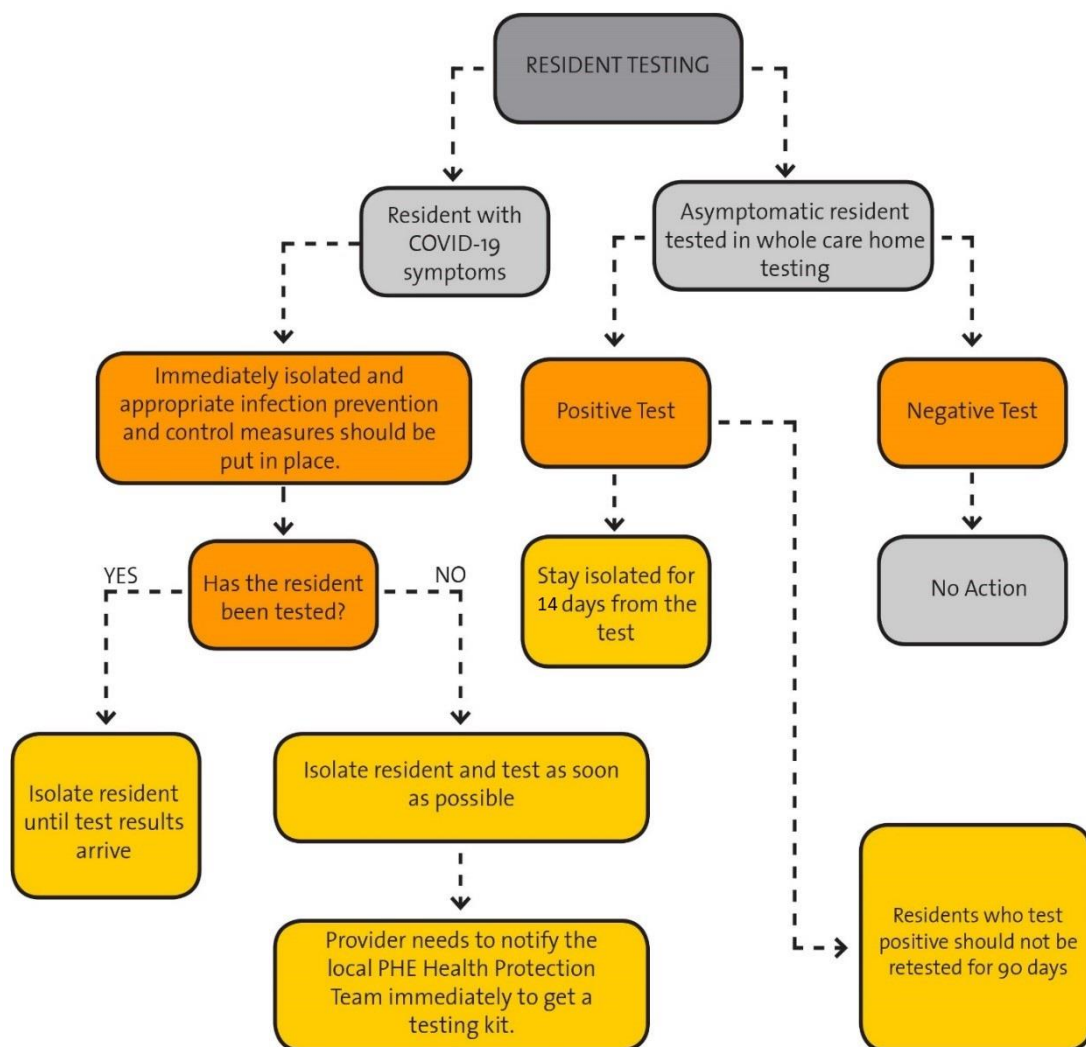 RESIDENT TESTING
Resident with
COVID-19
symptoms
Asymptomatic resident
tested in whole care home
testing
Immediately isolated and
appropriate infection prevention
and control measures should be
put in place.
Positive Test
Negative Test
YES
Has the resident
been tested?
NO
Stay isolated for
14 days from the
test
No Action
Isolate resident
until test results
arrive
Isolate resident and test as soon
as possible
Provider needs to notify the
local PHE Health Protection
Team immediately to get a
testing kit.
Residents who test
positive should not be
retested for 90 days